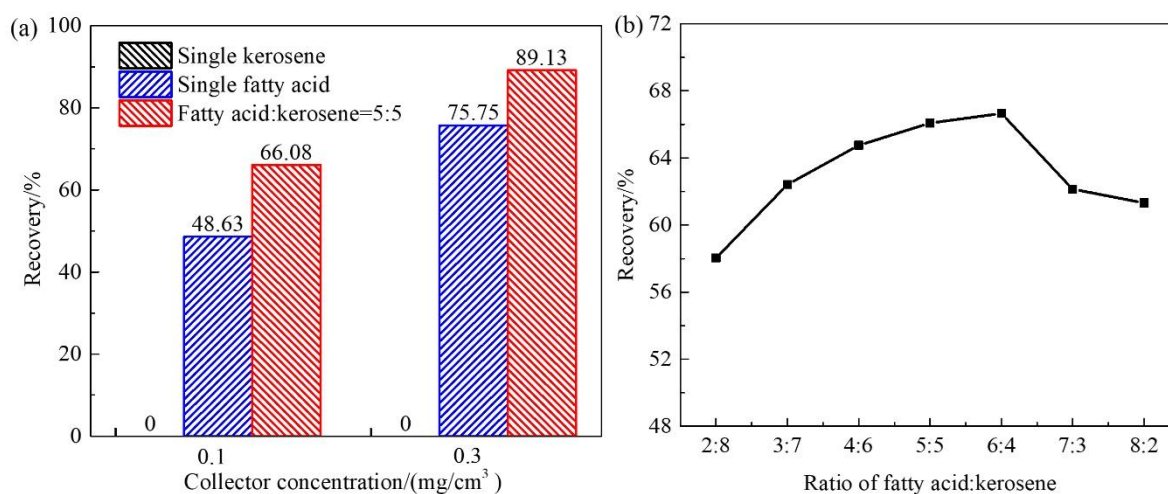 (a)
100
80
60
40
20
0
Recovery/%
Single kerosene
Single fatty acid
Fatty acid:kerosene=5:5
0
48.63
66.08
0
75.75
89.13
0.1
0.3
Collector concentration/(mg/cm³ )
(b)
72
68
64
60
56
52
48
Recovery/%
2:8 3:7 4:6 5:5 6:4 7:3 8:2
Ratio of fatty acid:kerosene